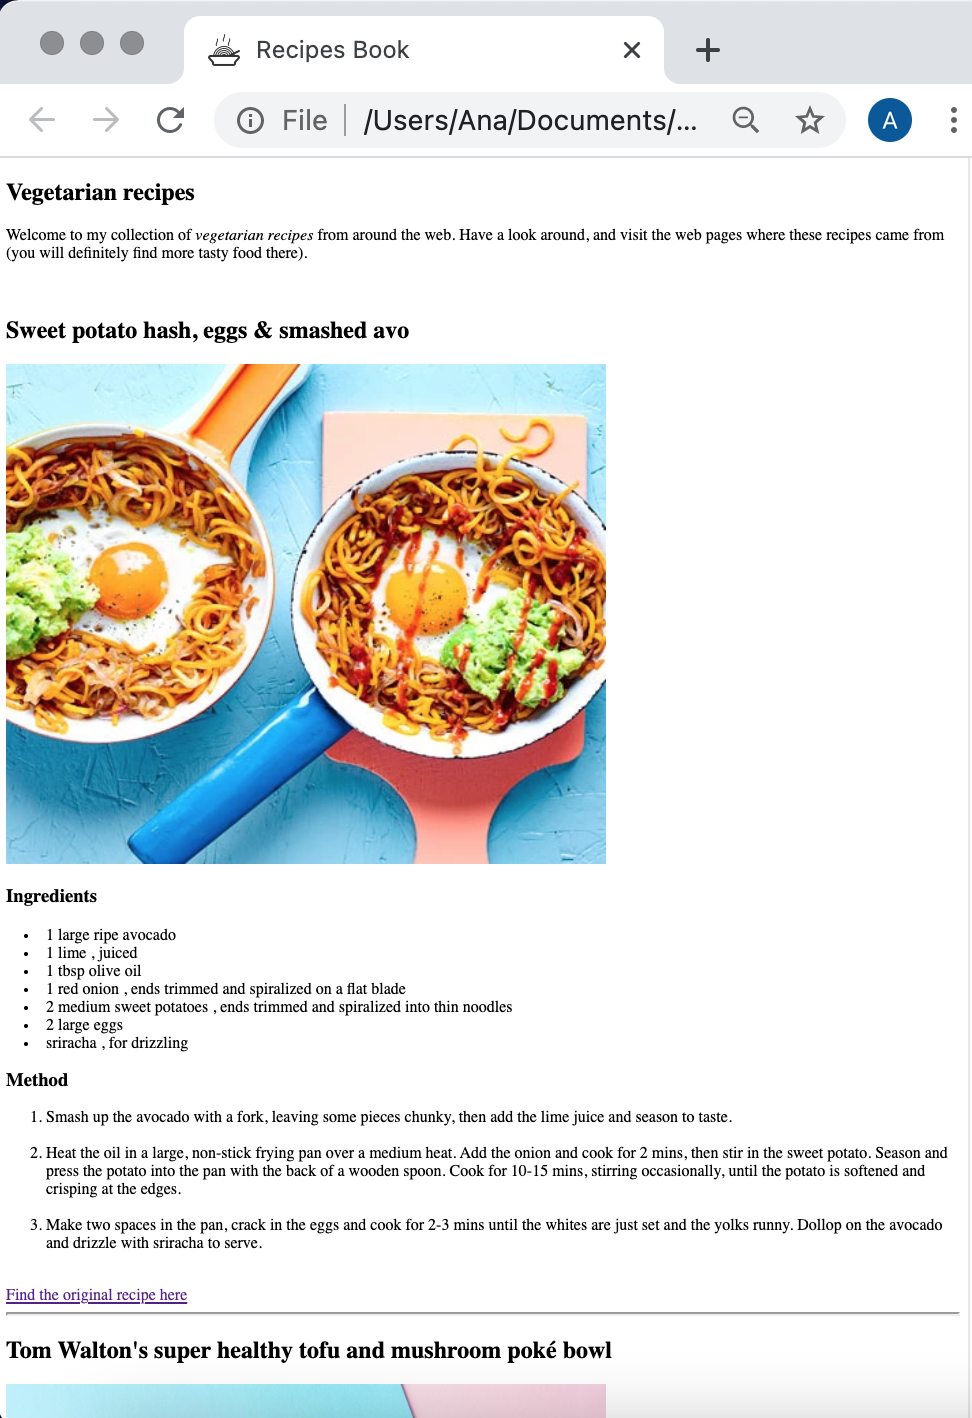 Recipes Book
File | /Users/Ana/Documents/... A
Vegetarian recipes
Welcome to my collection of vegetarian recipes from around the web. Have a look around, and visit the web pages where these recipes came from
(you will definitely find more tasty food there).
Sweet potato hash, eggs & smashed avo
Ingredients
• 1 large ripe avocado
• 1 lime , juiced
• 1 tbsp olive oil
• 1 red onion , ends trimmed and spiralized on a flat blade
• 2 medium sweet potatoes , ends trimmed and spiralized into thin noodles
• 2 large eggs
• sriracha , for drizzling
Method
1. Smash up the avocado with a fork, leaving some pieces chunky, then add the lime juice and season to taste.
2. Heat the oil in a large, non-stick frying pan over a medium heat. Add the onion and cook for 2 mins, then stir in the sweet potato. Season and
press the potato into the pan with the back of a wooden spoon. Cook for 10-15 mins, stirring occasionally, until the potato is softened and
crisping at the edges.
3. Make two spaces in the pan, crack in the eggs and cook for 2-3 mins until the whites are just set and the yolks runny. Dollop on the avocado
and drizzle with sriracha to serve.
Find the original recipe here
Tom Walton's super healthy tofu and mushroom poké bowl